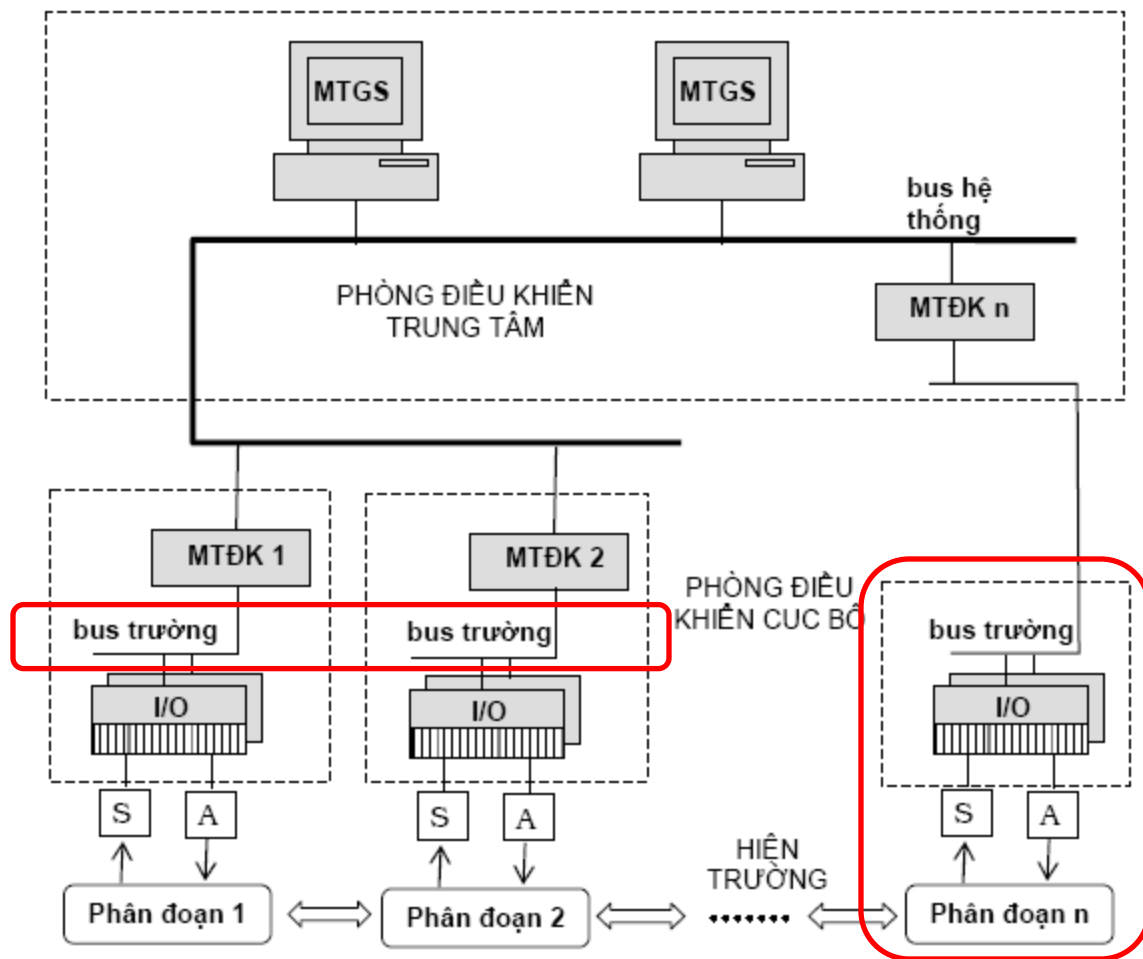 MTGS
MTGS
bus hệ
thống
PHÒNG ĐIỀU KHIỂN
TRUNG TÂM
MTĐK n
MTĐK 1
MTĐK 2
PHÒNG ĐIỀU
KHIỂN CỤC BỘ
bus trường
bus trường
bus trường
I/O
I/O
I/O
S
A
S
A
S
A
HIỆN
TRƯỜNG
.......
Phân đoạn 1
Phân đoạn 2
Phân đoạn n